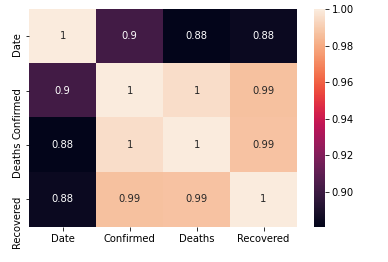 Date 1 0.9 0.88 0.88
Confirmed 0.9 1 1 0.99
Deaths 0.88 1 1 0.99
Recovered 0.88 0.99 0.99 1
Date Confirmed Deaths Recovered
1.00
0.98
0.96
0.94
0.92
0.90